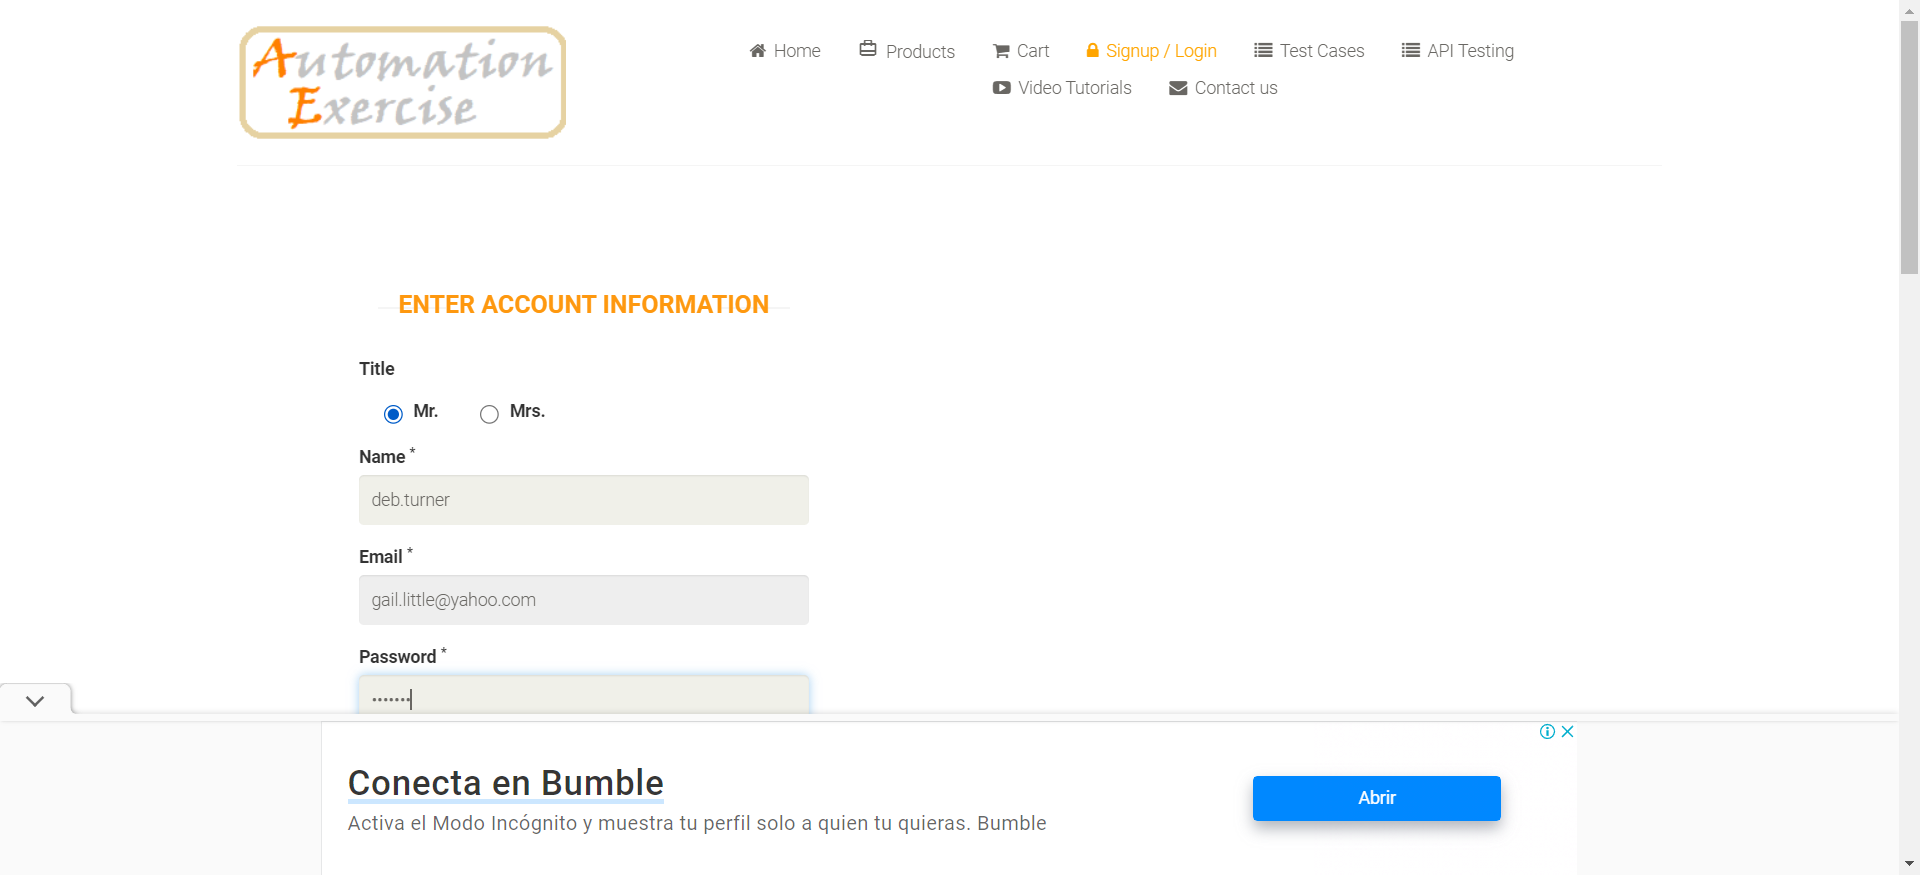 Automation
Exercise
Home
Products
Cart
Signup / Login
Test Cases
API Testing
Video Tutorials
Contact us
ENTER ACCOUNT INFORMATION
Title
Mr.
Mrs.
Name *
deb.turner
Email *
gail.little@yahoo.com
Password *
•••••••
Conecta en Bumble
Activa el Modo Incógnito y muestra tu perfil solo a quien tu quieras. Bumble
Abrir